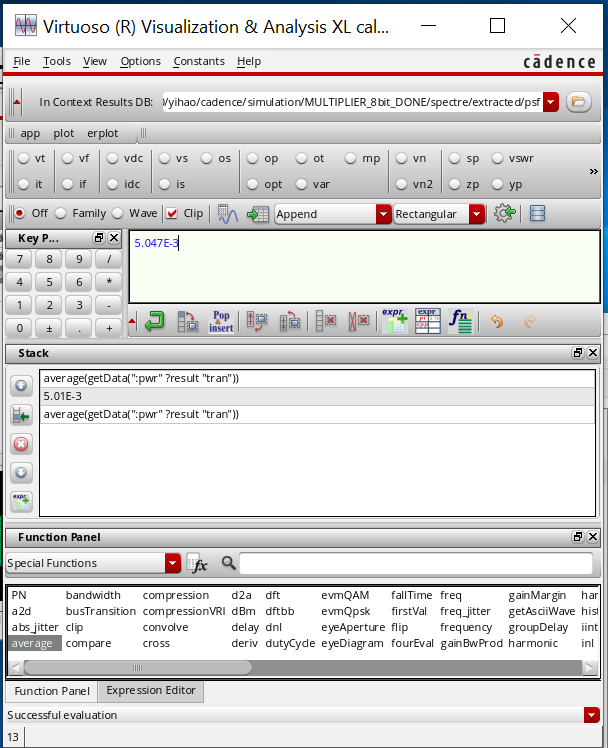 Virtuoso (R) Visualization & Analysis XL cal...
File Tools View Options Constants Help
cādence
In Context Results DB: l/yihao/cadence/simulation/MULTIPLIER_8bit_DONE/spectre/extracted/psf
app plot erplot
vt vf vdc vs os op ot mp vn sp vswr
it if idc is opt var vn2 zp yp
»
Off Family Wave Clip Append Rectangular
Key P...
7 8 9 /
4 5 6 *
1 2 3 -
0 ± . +
5.047E-3
Pop & insert
expr
expr
fn
Stack
average(getData(":pwr" ?result "tran"))
5.01E-3
average(getData(":pwr" ?result "tran"))
expr
Function Panel
Special Functions fx
PN bandwidth compression d2a dft evmQAM fallTime freq gainMargin har
a2d busTransition compressionVRI dBm dftbb evmQpsk firstVal freq_jitter getAsciiWave hist
abs_jitter clip convolve delay dnl eyeAperture flip frequency groupDelay iint
average compare cross deriv dutyCycle eyeDiagram fourEval gainBwProd harmonic inl
Function Panel Expression Editor
Successful evaluation
13